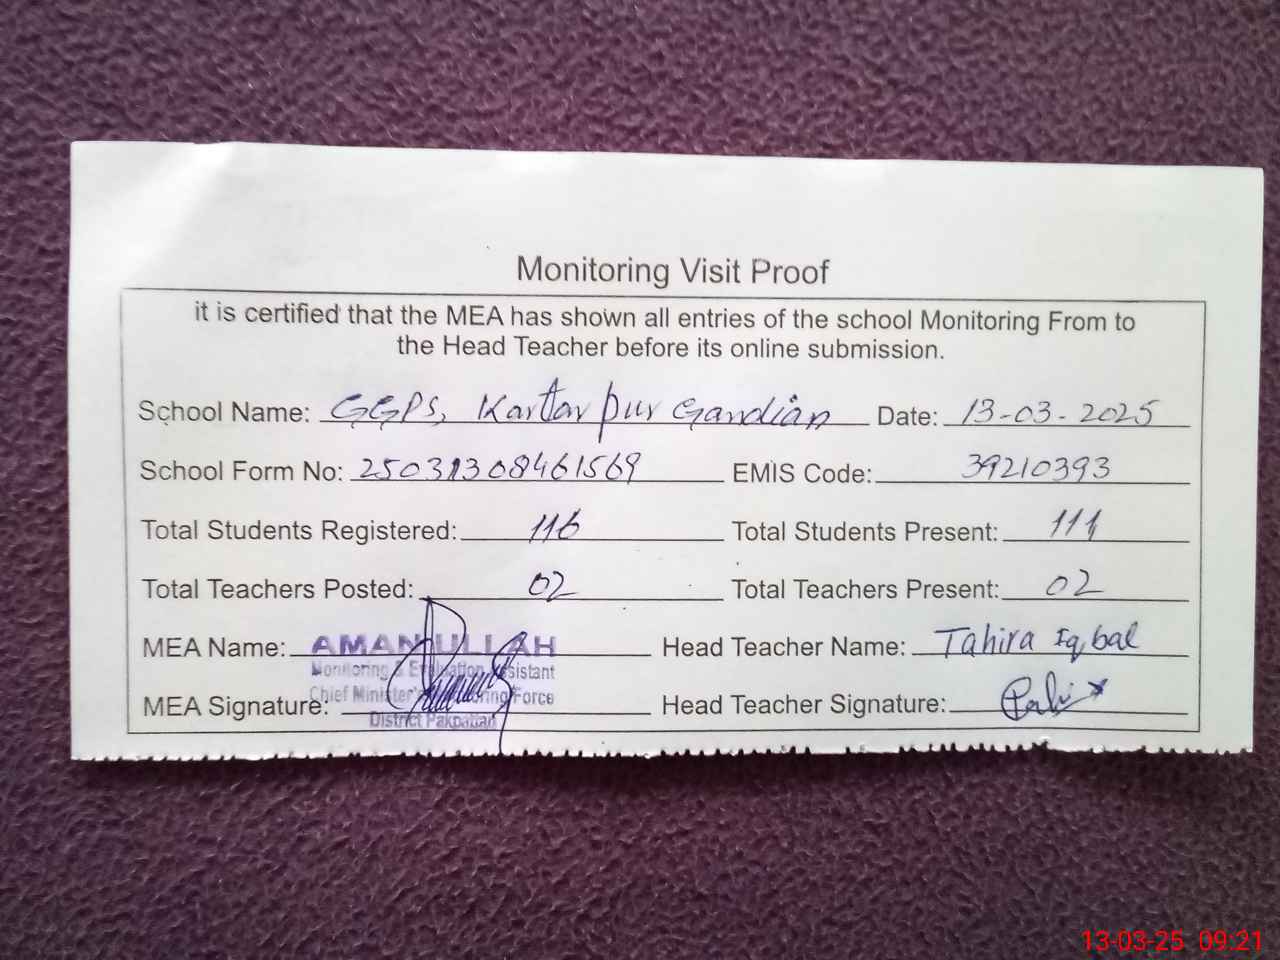 Monitoring Visit Proof
it is certified that the MEA has shown all entries of the school Monitoring From to
the Head Teacher before its online submission.
School Name: GGPS, Kartar pur Gandian Date: 13-03-2025
School Form No: 25031308461569 EMIS Code: 39210393
Total Students Registered: 116 Total Students Present: 111
Total Teachers Posted: 02 Total Teachers Present: 02
MEA Name: AMANULLAH Head Teacher Name: Tahira Iqbal
Monitoring & Evaluation Assistant
Chief Minister's Monitoring Force
MEA Signature: Head Teacher Signature:
District Pakpattan
13-03-25 09:21